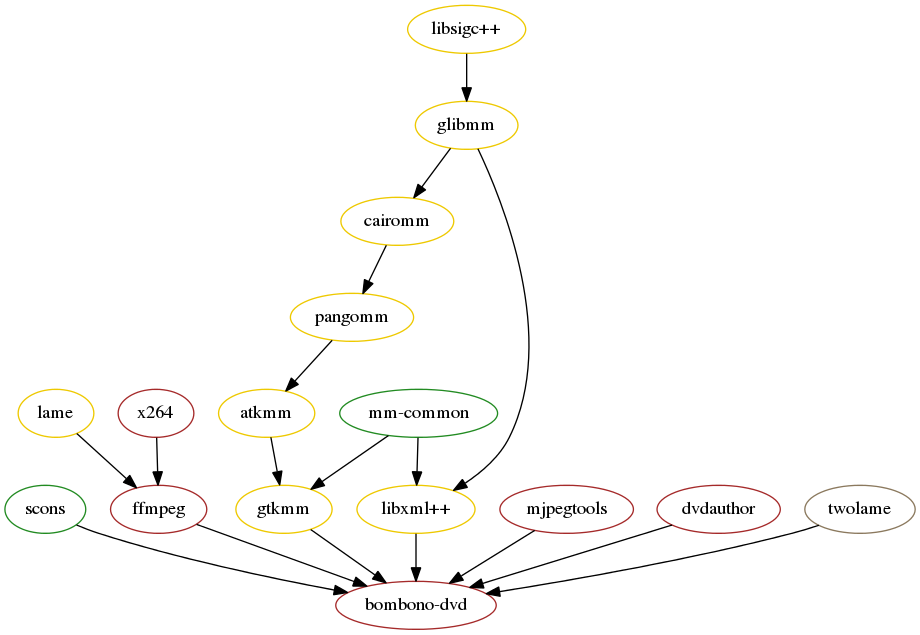 libsigc++
glibmm
cairomm
pangomm
lame
x264
atkmm
mm-common
scons
ffmpeg
gtkmm
libxml++
mjpegtools
dvdauthor
twolame
bombono-dvd